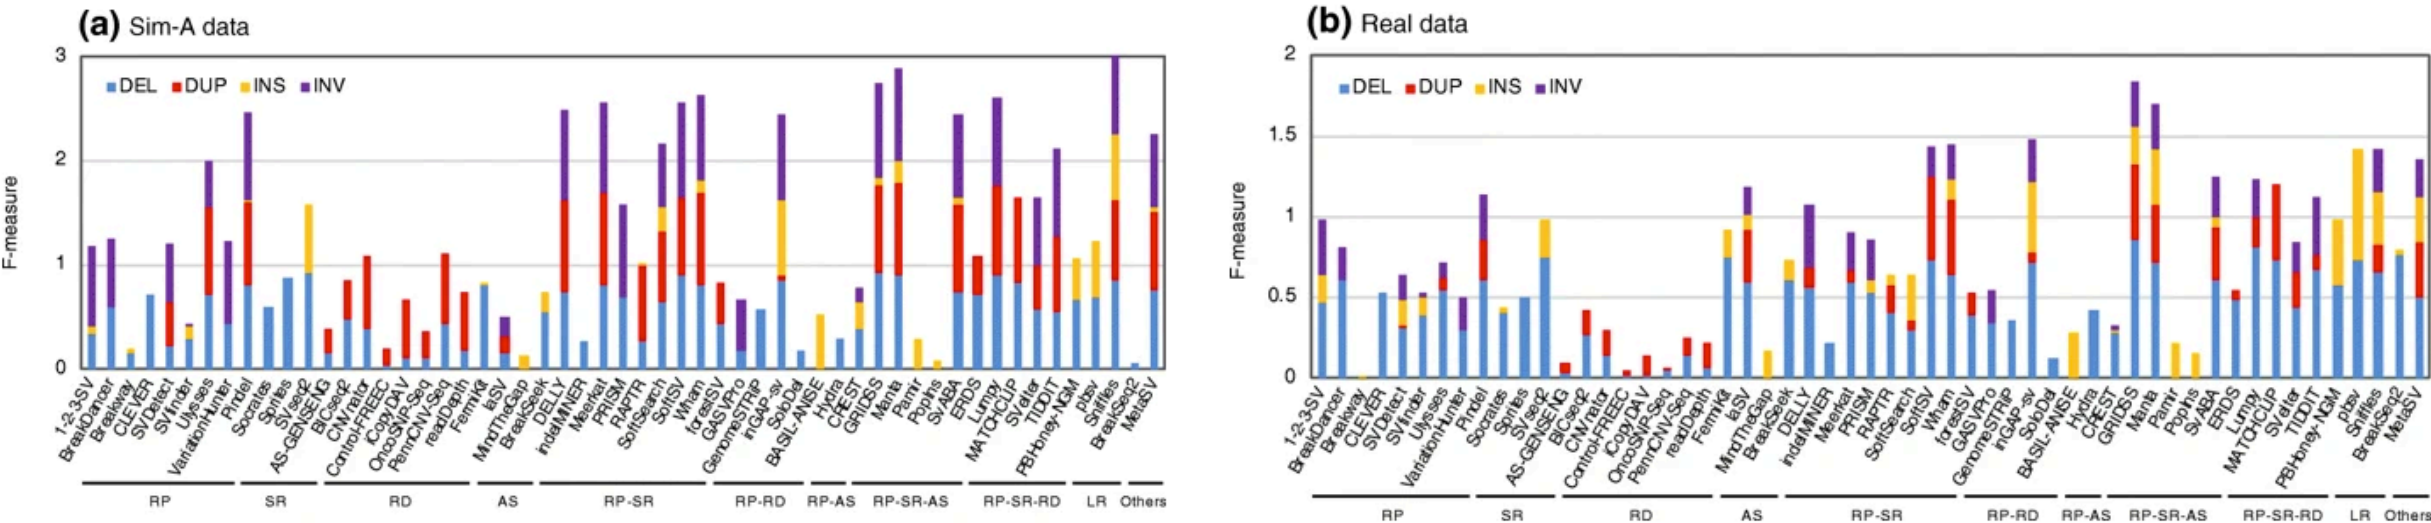 (a) Sim-A data
3
DEL DUP INS INV
2
F-measure
1
0
1-2-3-SV
BreakDancer
Breakway
CLEVER
SVDetect
SVfinder
Ulysses
VariationHunter
Pindel
Socrates
Sprites
SVseq2
AS-GENSENG
BICseq2
CNVnator
Control-FREEC
iCopyDAV
OncoSNP-Seq
PennCNV-Seq
readDepth
FermiKit
laSV
MindTheGap
BreakSeek
DELLY
indelMINER
Meerkat
PRISM
RAPTR
SoftSearch
SoftSV
Wham
forestSV
GASVPro
GenomeSTRiP
inGAP-sv
SoloDel
BASIL-ANISE
Hydra
CREST
GRIDSS
Manta
Pamir
PopIns
SvABA
ERDS
Lumpy
MATCHCLIP
SVelter
TIDDIT
PBHoney-NGM
pbsv
Sniffles
BreakSeq2
MetaSV
RP SR RD AS RP-SR RP-RD RP-AS RP-SR-AS RP-SR-RD LR Others
(b) Real data
2
DEL DUP INS INV
1.5
F-measure
1
0.5
0
1-2-3-SV
BreakDancer
Breakway
CLEVER
SVDetect
SVfinder
Ulysses
VariationHunter
Pindel
Socrates
Sprites
SVseq2
AS-GENSENG
BICseq2
CNVnator
Control-FREEC
iCopyDAV
OncoSNP-Seq
PennCNV-Seq
readDepth
FermiKit
laSV
MindTheGap
BreakSeek
DELLY
indelMINER
Meerkat
PRISM
RAPTR
SoftSearch
SoftSV
Wham
forestSV
GASVPro
GenomeSTRiP
inGAP-sv
SoloDel
BASIL-ANISE
Hydra
CREST
GRIDSS
Manta
Pamir
PopIns
SvABA
ERDS
Lumpy
MATCHCLIP
SVelter
TIDDIT
PBHoney-NGM
pbsv
Sniffles
BreakSeq2
MetaSV
RP SR RD AS RP-SR RP-RD RP-AS RP-SR-AS RP-SR-RD LR Others